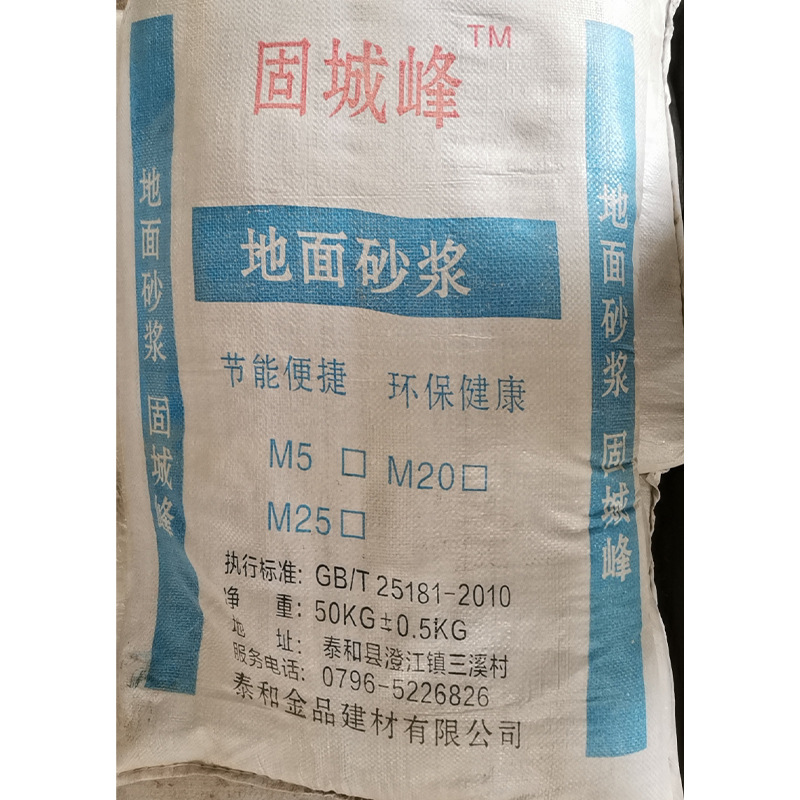 固城峰™
地面砂浆
节能便捷 环保健康
M5 □ M20□
M25□
执行标准: GB/T 25181-2010
净 重: 50KG±0.5KG
地 址: 泰和县澄江镇三溪村
服务电话: 0796-5226826
泰和金品建材有限公司
地面砂浆 固城峰
地面砂浆 固城峰